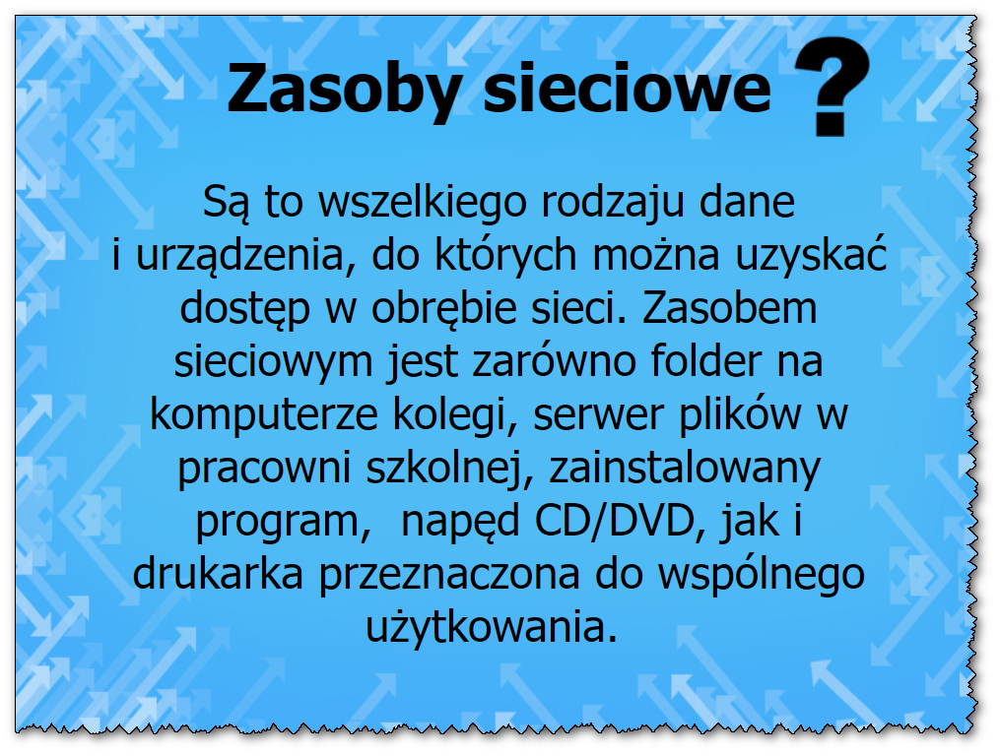 Zasoby sieciowe ?
Są to wszelkiego rodzaju dane
i urządzenia, do których można uzyskać
dostęp w obrębie sieci. Zasobem
sieciowym jest zarówno folder na
komputerze kolegi, serwer plików w
pracowni szkolnej, zainstalowany
program,  napęd CD/DVD, jak i
drukarka przeznaczona do wspólnego
użytkowania.